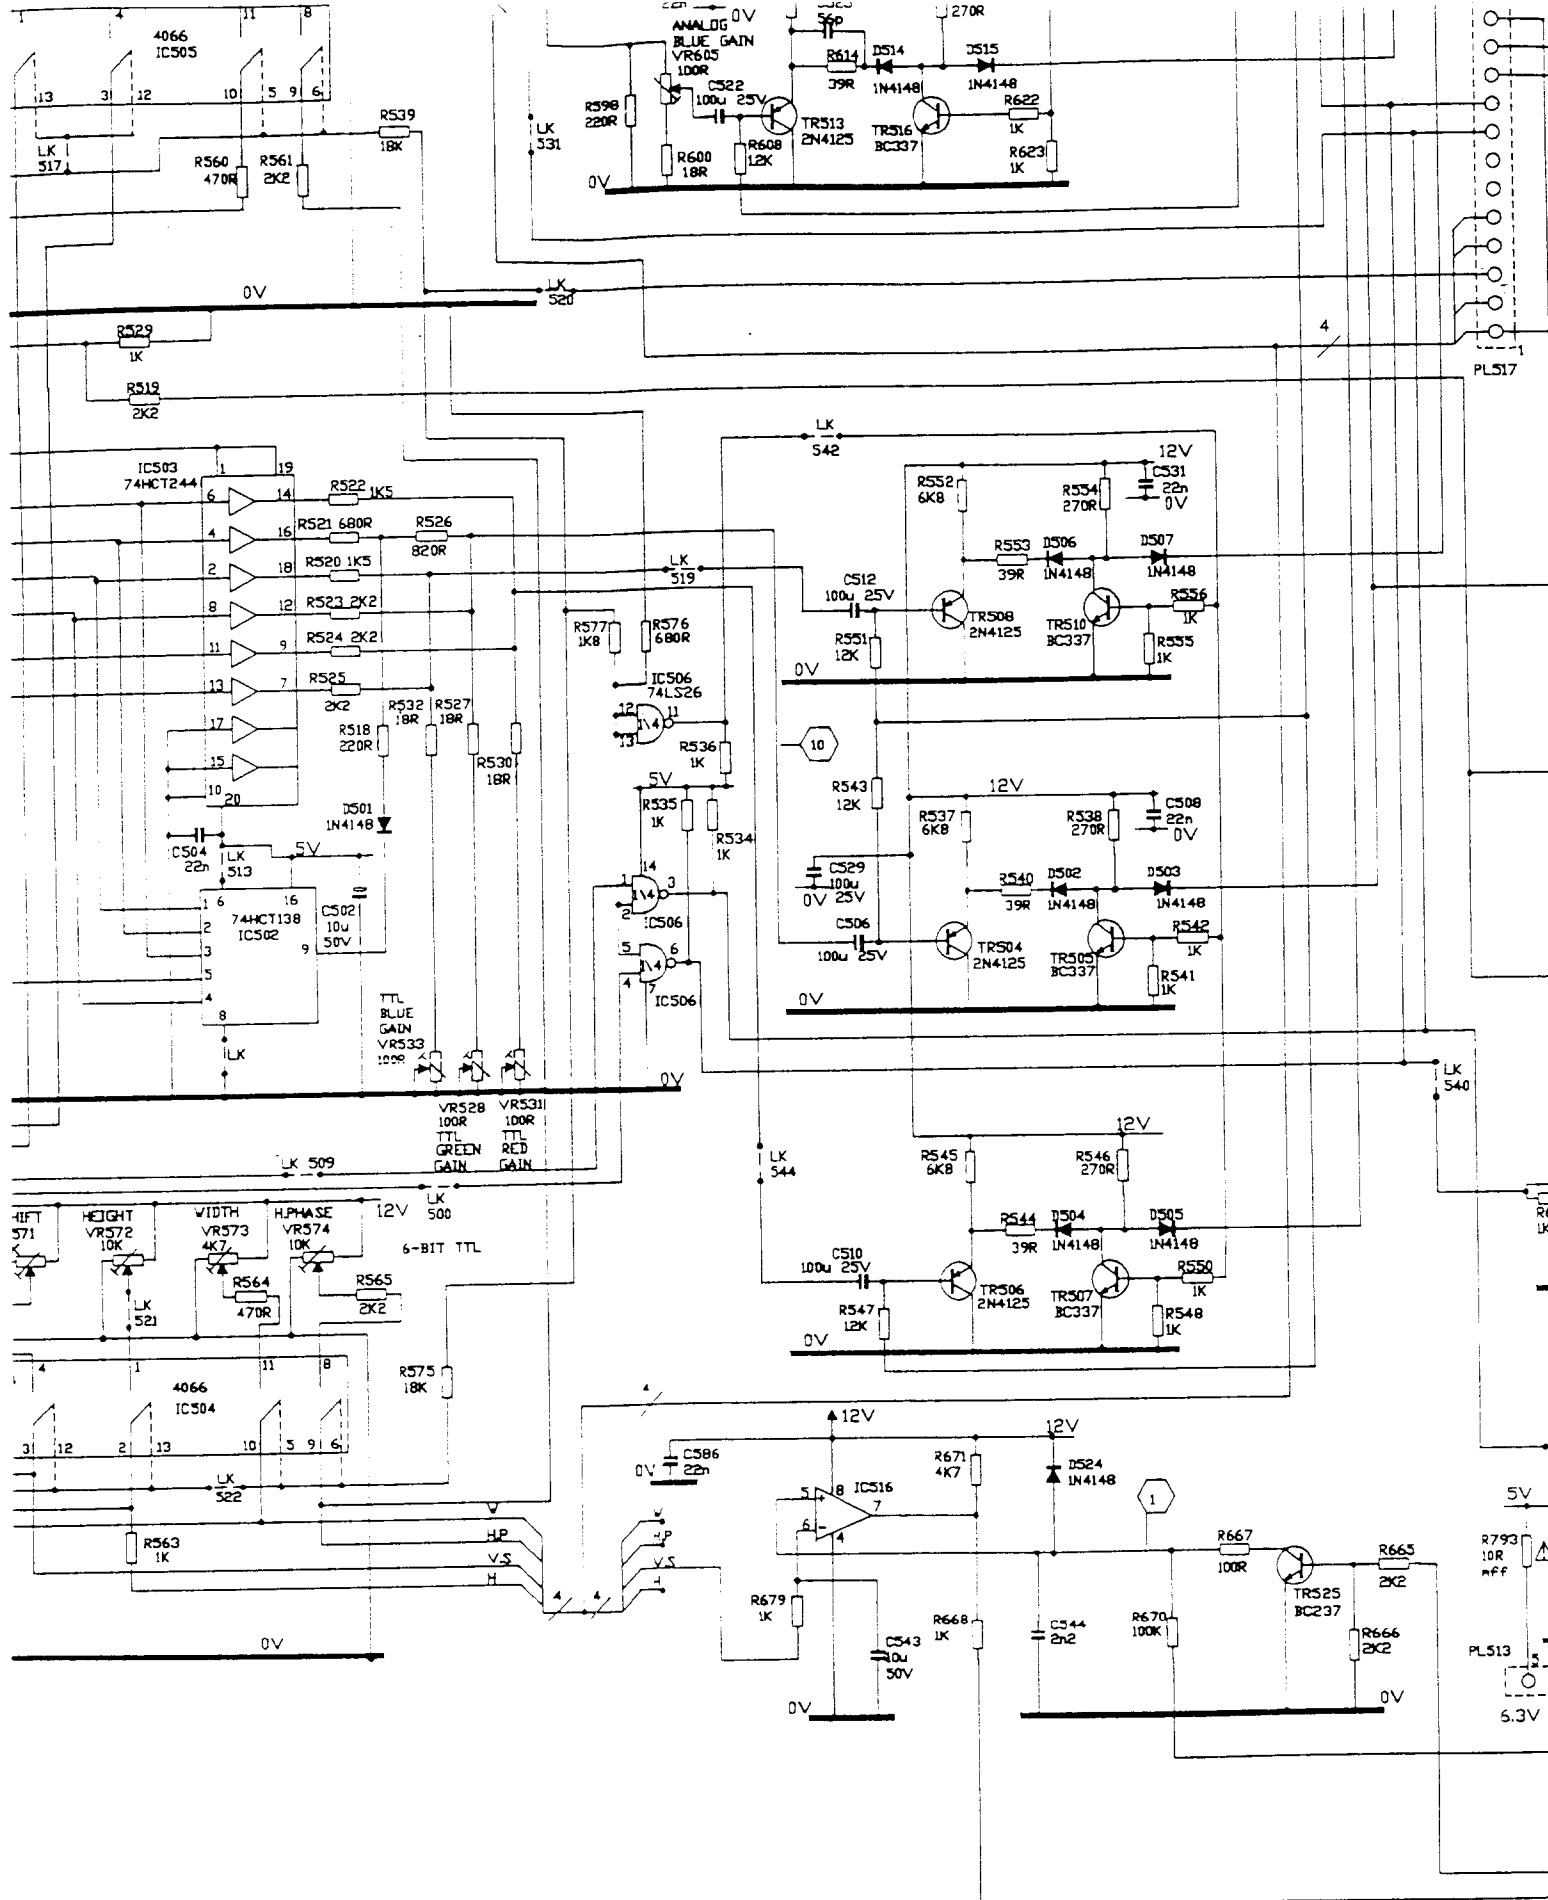 1
4
11
8
4066
IC505
13
3
12
10
5
9
6
LK
517
R560
470R
R561
2K2
R539
18K
0V
ANALOG
BLUE GAIN
VR605
100R
56p
270R
C522
100u 25V
R614
39R
D514
1N4148
D515
R598
220R
LK
531
R600
18R
R608
12K
TR513
2N4125
TR516
BC337
R622
1K
R623
1K
0V
0V
LK
520
R529
1K
R519
2K2
4
1
PL517
LK
542
IC503
74HCT244
1
19
6
14
R522
1K5
4
16
R521 680R
R526
820R
2
18
R520 1K5
8
12
R523 2K2
11
9
R524 2K2
13
7
R525
2K2
17
15
10
20
R518
220R
R532
18R
R527
18R
R530
18R
D501
1N4148
C504
22n
LK
513
5V
1
6
16
74HCT138
IC502
2
3
5
4
9
8
LK
C502
10u
50V
TTL
BLUE
GAIN
VR533
100R
VR528
100R
TTL
GREEN
GAIN
VR531
100R
TTL
RED
GAIN
0V
LK
519
R577
1K8
R576
680R
IC506
74LS26
12
13
1\4
11
R536
1K
5V
R535
1K
R534
1K
14
1
2
1\4
3
IC506
5
4
1\4
6
7
IC506
10
R552
6K8
12V
C531
22n
0V
R554
270R
R553
39R
D506
1N4148
D507
1N4148
C512
100u 25V
R551
12K
TR508
2N4125
TR510
BC337
R556
1K
R555
1K
0V
R543
12K
12V
R537
6K8
R538
270R
C508
22n
0V
C529
100u
25V
0V
R540
39R
D502
1N4148
D503
1N4148
C506
100u 25V
TR504
2N4125
TR505
BC337
R542
1K
R541
1K
0V
LK
540
12V
R545
6K8
R546
270R
LK
544
R544
39R
D504
1N4148
D505
1N4148
C510
100u 25V
R547
12K
TR506
2N4125
TR507
BC337
R550
1K
R548
1K
0V
LK 509
LK
500
12V
6-BIT TTL
HIFT
571
HEIGHT
VR572
10K
WIDTH
VR573
4K7
H.PHASE
VR574
10K
LK
521
R564
470R
R565
2K2
4
1
11
8
4066
IC504
3
12
2
13
10
5
9
6
R575
18K
LK
522
R563
1K
W
H.P
V.S
H
4
4
4
V.S
0V
12V
C586
22n
0V
IC516
5
6
8
7
4
R671
4K7
12V
D524
1N4148
1
R679
1K
C543
10u
50V
R668
1K
C544
2n2
R670
100K
R667
100R
TR525
BC237
R665
2K2
R666
2K2
0V
0V
5V
R793
10R
mff
PL513
6.3V